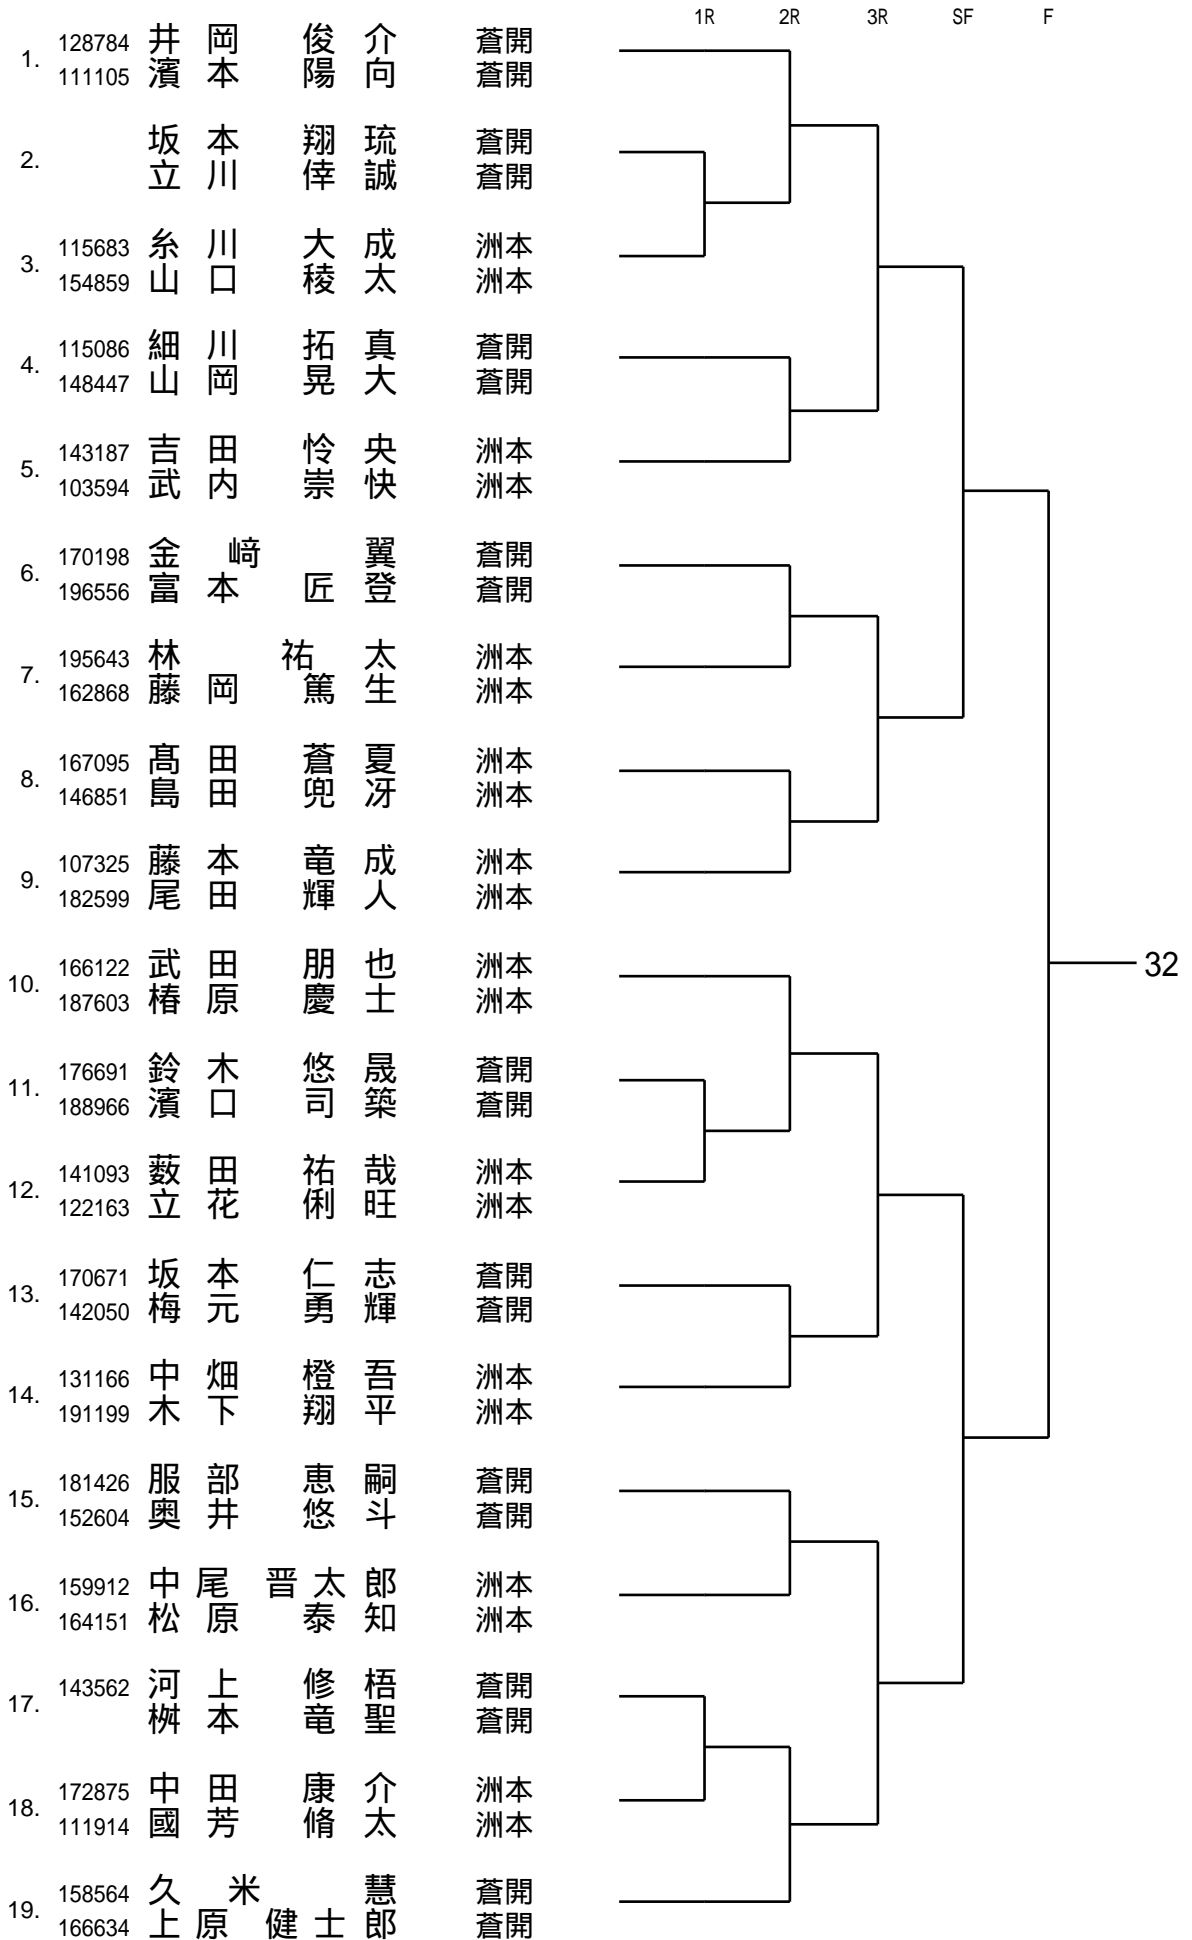 1R 2R 3R SF F
1. 128784 井岡 俊介 蒼開
111105 濱本 陽向 蒼開
2. 坂本 翔琉 蒼開
立川 倖誠 蒼開
3. 115683 糸川 大成 洲本
154859 山口 稜太 洲本
4. 115086 細川 拓真 蒼開
148447 山岡 晃大 蒼開
5. 143187 吉田 怜央 洲本
103594 武内 崇快 洲本
6. 170198 金﨑 翼 蒼開
196556 富本 匠登 蒼開
7. 195643 林 祐太 洲本
162868 藤岡 篤生 洲本
8. 167095 髙田 蒼夏 洲本
146851 島田 兜冴 洲本
9. 107325 藤本 竜成 洲本
182599 尾田 輝人 洲本
10. 166122 武田 朋也 洲本
187603 椿原 慶士 洲本
32
11. 176691 鈴木 悠晟 蒼開
188966 濱口 司築 蒼開
12. 141093 薮田 祐哉 洲本
122163 立花 俐旺 洲本
13. 170671 坂本 仁志 蒼開
142050 梅元 勇輝 蒼開
14. 131166 中畑 橙吾 洲本
191199 木下 翔平 洲本
15. 181426 服部 恵嗣 蒼開
152604 奥井 悠斗 蒼開
16. 159912 中尾 晋太郎 洲本
164151 松原 泰知 洲本
17. 143562 河上 修梧 蒼開
桝本 竜聖 蒼開
18. 172875 中田 康介 洲本
111914 國芳 脩太 洲本
19. 158564 久米 慧 蒼開
166634 上原 健士郎 蒼開